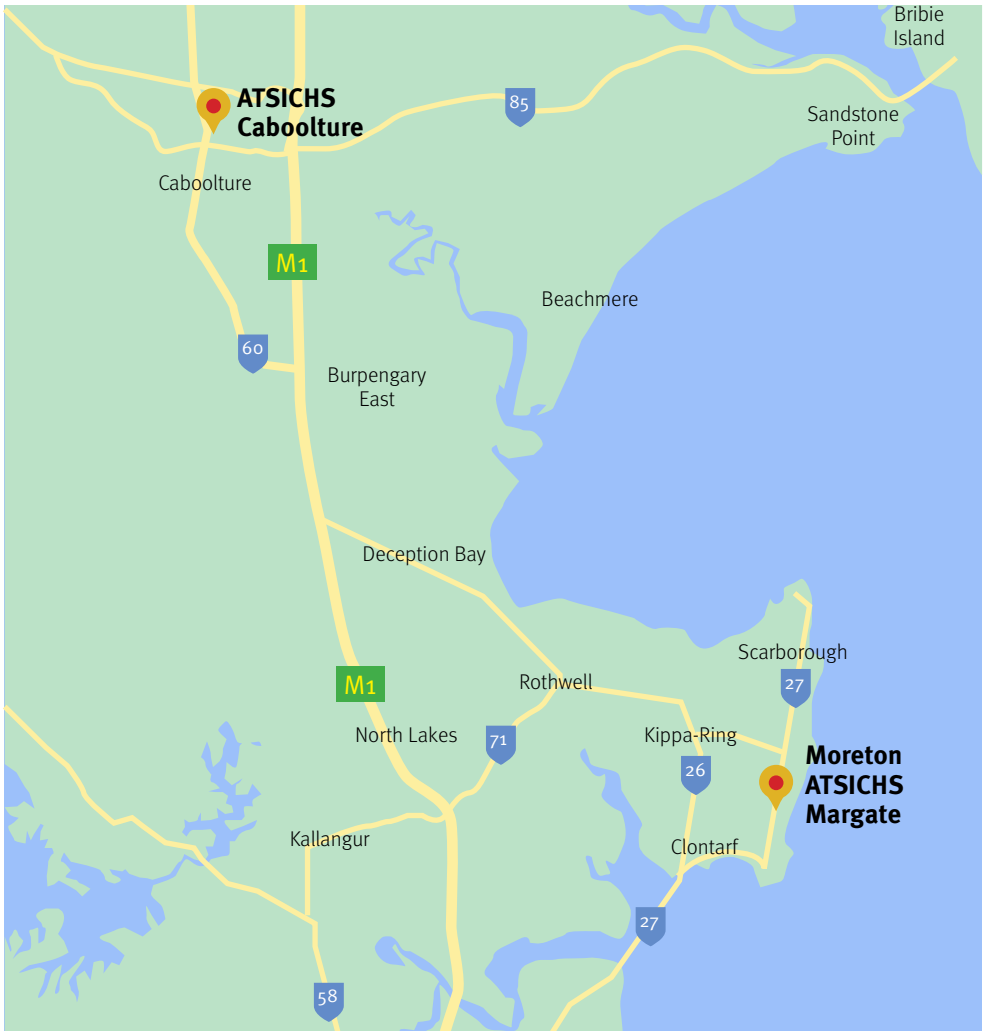 Bribie
Island
ATSICHS
Caboolture
85
Sandstone
Point
Caboolture
M1
Beachmere
60
Burpengary
East
Deception Bay
Scarborough
Rothwell
M1
27
North Lakes
71
Kippa-Ring
26
Moreton
ATSICHS
Margate
Kallangur
Clontarf
27
58